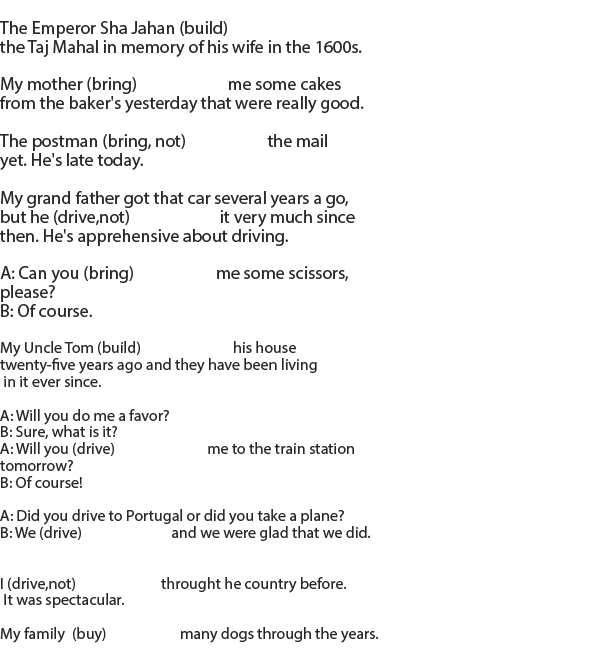 The Emperor Sha Jahan (build)
the Taj Mahal in memory of his wife in the 1600s.
My mother (bring) me some cakes
from the baker's yesterday that were really good.
The postman (bring, not) the mail
yet. He's late today.
My grand father got that car several years a go,
but he (drive,not) it very much since
then. He's apprehensive about driving.
A: Can you (bring) me some scissors,
please?
B: Of course.
My Uncle Tom (build) his house
twenty-five years ago and they have been living
in it ever since.
A: Will you do me a favor?
B: Sure, what is it?
A: Will you (drive) me to the train station
tomorrow?
B: Of course!
A: Did you drive to Portugal or did you take a plane?
B: We (drive) and we were glad that we did.
I (drive,not) throught he country before.
It was spectacular.
My family (buy) many dogs through the years.